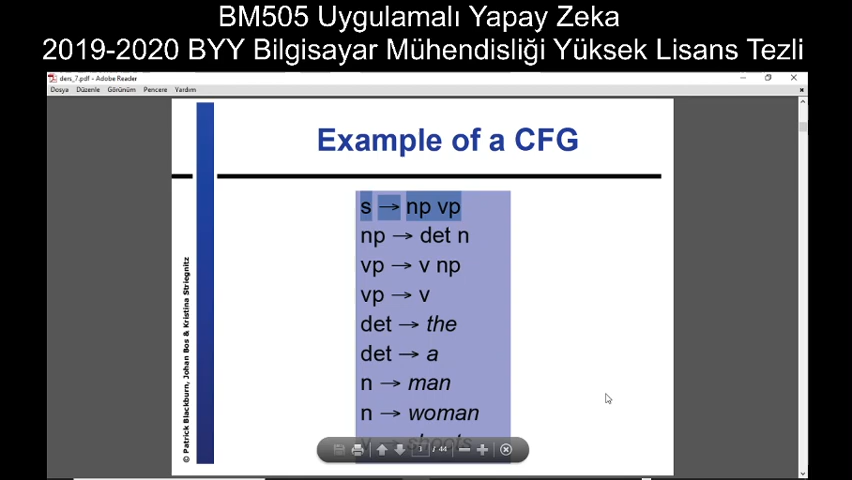 BM505 Uygulamalı Yapay Zeka
2019-2020 BYY Bilgisayar Mühendisliği Yüksek Lisans Tezli
ders_7.pdf - Adobe Reader
Dosya Düzenle Görünüm Pencere Yardım
Example of a CFG
s → np vp
np → det n
vp → v np
vp → v
det → the
det → a
n → man
n → woman
v → shoots
/ 44
© Patrick Blackburn, Johan Bos & Kristina Striegnitz